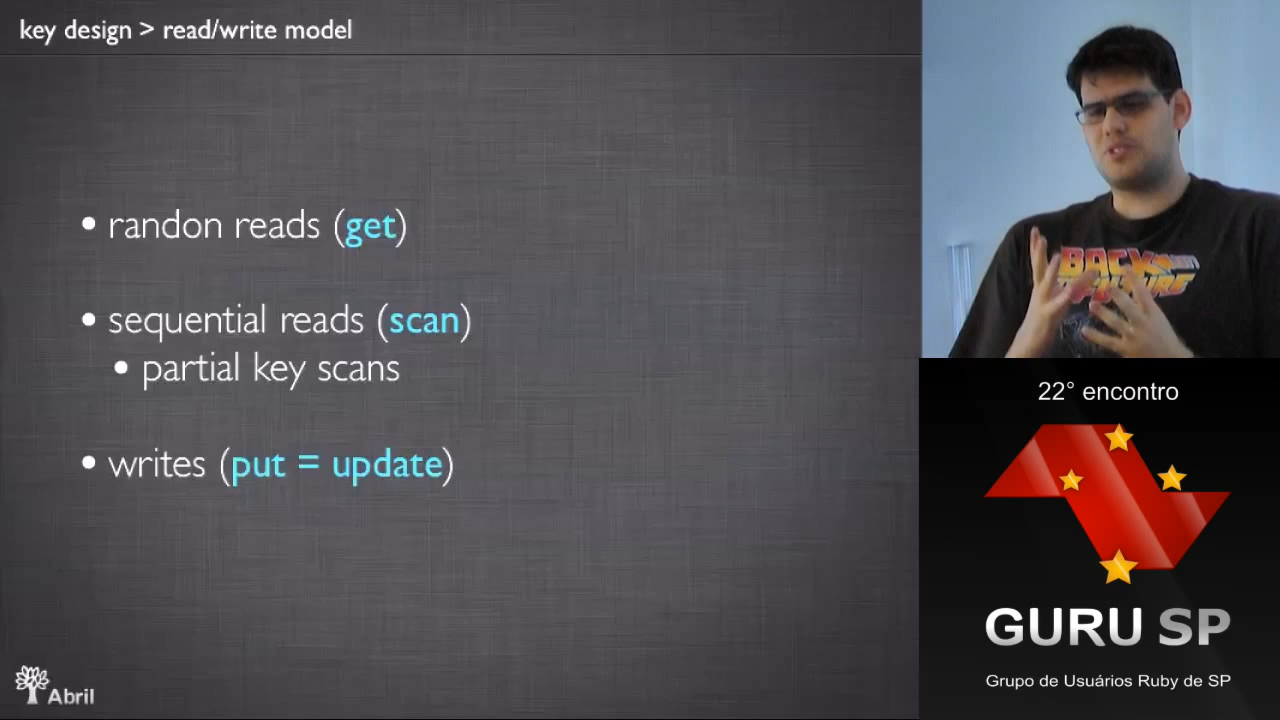 key design > read/write model
• randon reads (get)
• sequential reads (scan)
• partial key scans
• writes (put = update)
Abril
BACK
22° encontro
GURU SP
Grupo de Usuários Ruby de SP